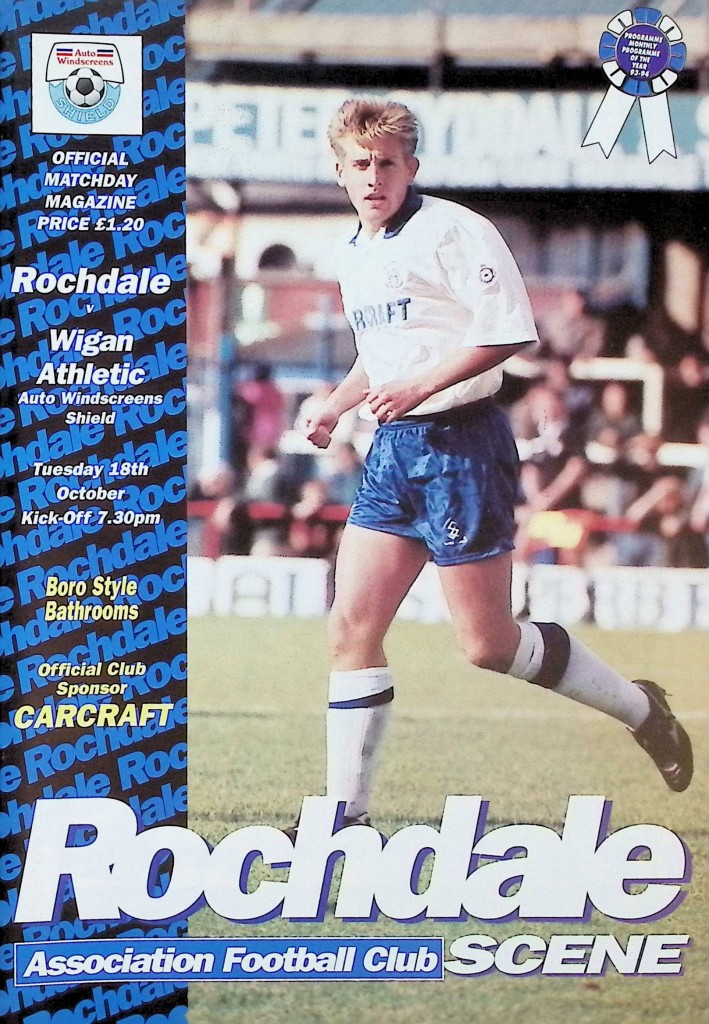 Auto
Windscreens
SHIELD
OFFICIAL
MATCHDAY
MAGAZINE
PRICE £1.20
Rochdale
v
Wigan
Athletic
Auto Windscreens
Shield
Tuesday 18th
October
Kick-Off 7.30pm
Boro Style
Bathrooms
Official Club
Sponsor
CARCRAFT
PROGRAMME
MONTHLY
PROGRAMME
OF THE
YEAR
93-94
Rochdale
Association Football Club
SCENE